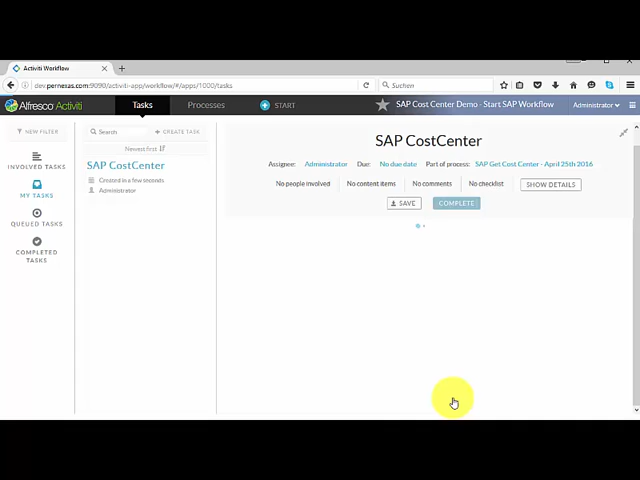 Activiti Workflow
dev.pernexas.com:9090/activiti-app/workflow/#/apps/1000/tasks
Suchen
Alfresco Activiti
Tasks
Processes
START
SAP Cost Center Demo - Start SAP Workflow
Administrator
NEW FILTER
INVOLVED TASKS
MY TASKS
QUEUED TASKS
COMPLETED
TASKS
Search
CREATE TASK
Newest first
SAP CostCenter
Created in a few seconds
Administrator
SAP CostCenter
Assignee: Administrator
Due: No due date
Part of process: SAP Get Cost Center - April 25th 2016
No people involved
No content items
No comments
No checklist
SHOW DETAILS
SAVE
COMPLETE